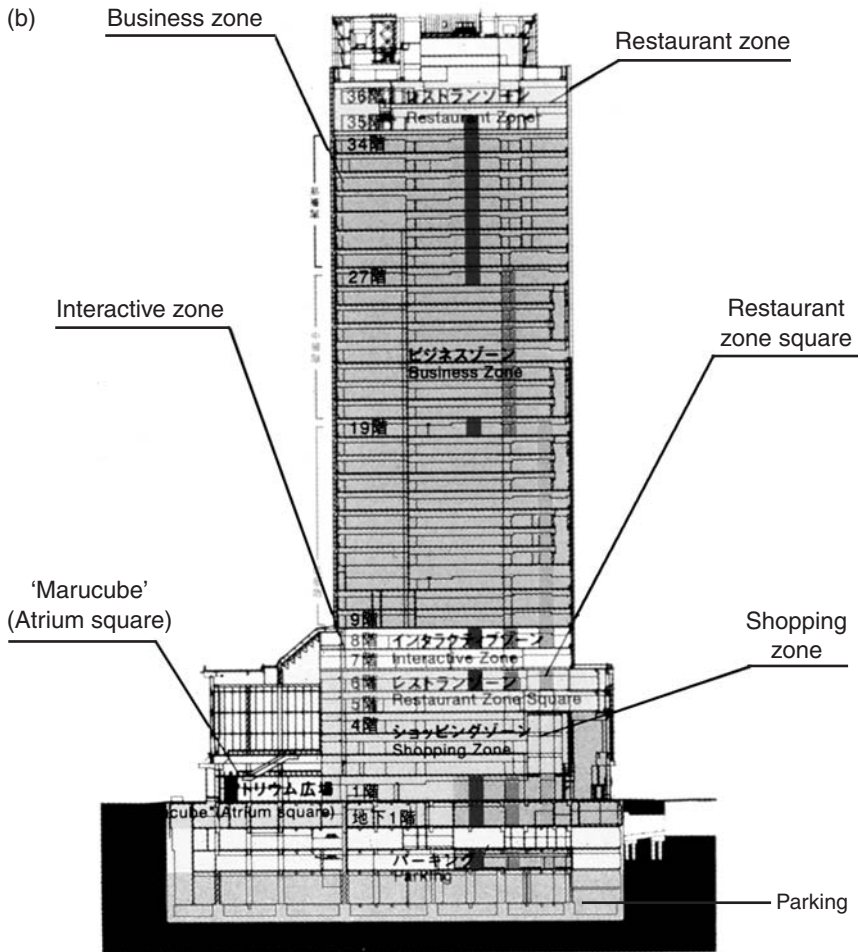 (b)
Business zone
Restaurant zone
36階 レストランゾーン
35階 Restaurant Zone
34階
27階
Interactive zone
Restaurant
zone square
ビジネスゾーン
Business Zone
19階
'Marucube'
(Atrium square)
9階
8階 インタラクティブゾーン
7階 Interactive Zone
Shopping
zone
6階 レストランゾーン
5階 Restaurant Zone Square
4階 ショッピングゾーン
Shopping Zone
トリウム広場 1階
cube" (Atrium square) 地下1階
パーキング
Parking
Parking